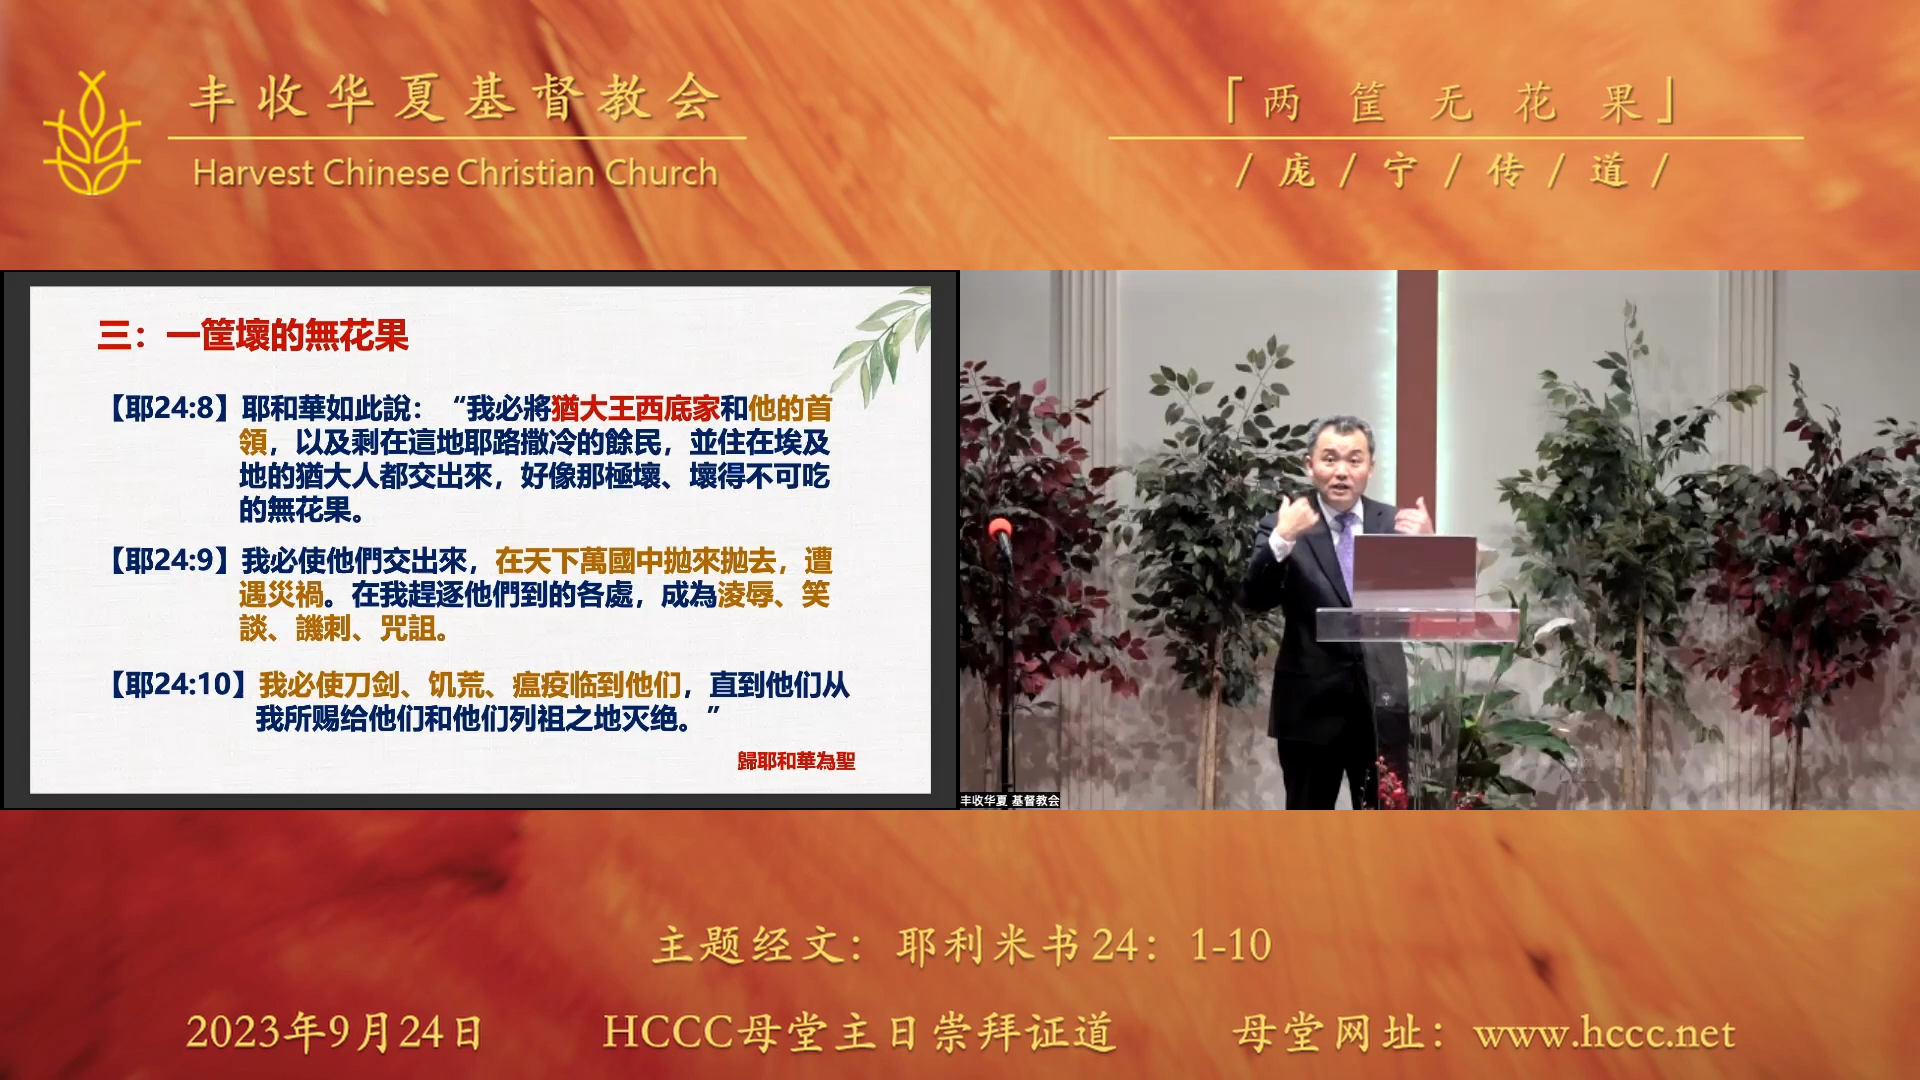 丰收华夏基督教会
Harvest Chinese Christian Church
「两筐无花果」
/ 庞 / 宁 / 传 / 道 /
三：一筐壞的無花果
【耶24:8】耶和華如此說：“我必將猶大王西底家和他的首
領，以及剩在這地耶路撒冷的餘民，並住在埃及
地的猶大人都交出來，好像那極壞、壞得不可吃
的無花果。
【耶24:9】我必使他們交出來，在天下萬國中拋來拋去，遭
遇災禍。在我趕逐他們到的各處，成為淩辱、笑
談、譏刺、咒詛。
【耶24:10】我必使刀剑、饥荒、瘟疫临到他们，直到他们从
我所赐给他们和他们列祖之地灭绝。”
歸耶和華為聖
丰收华夏 基督教会
主题经文：耶利米书 24：1-10
2023年9月24日
HCCC母堂主日崇拜证道
母堂网址：www.hccc.net